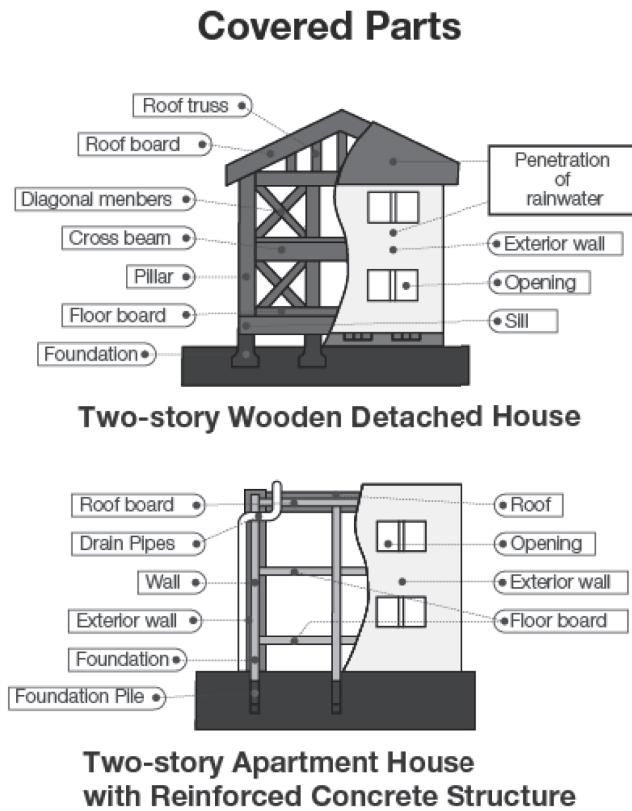 Covered Parts
Roof truss
Roof board
Diagonal menbers
Cross beam
Pillar
Floor board
Foundation
Penetration
of
rainwater
Exterior wall
Opening
Sill
Two-story Wooden Detached House
Roof board
Drain Pipes
Wall
Exterior wall
Foundation
Foundation Pile
Roof
Opening
Exterior wall
Floor board
Two-story Apartment House
with Reinforced Concrete Structure